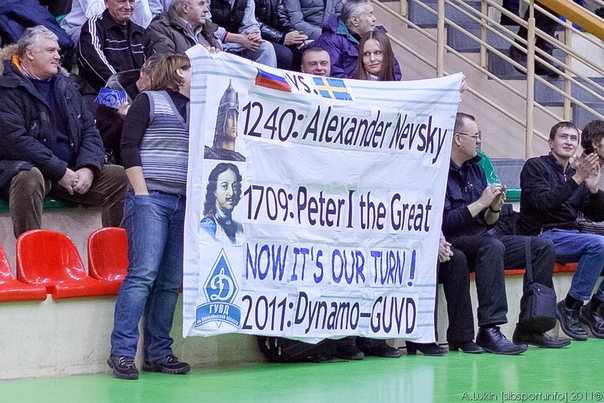 VS.
1240: Alexander Nevsky
1709: Peter I the Great
NOW IT'S OUR TURN!
2011: Dynamo-GUVD
Д
ГУВД
A.Lukin [sibsport.info] 2011®